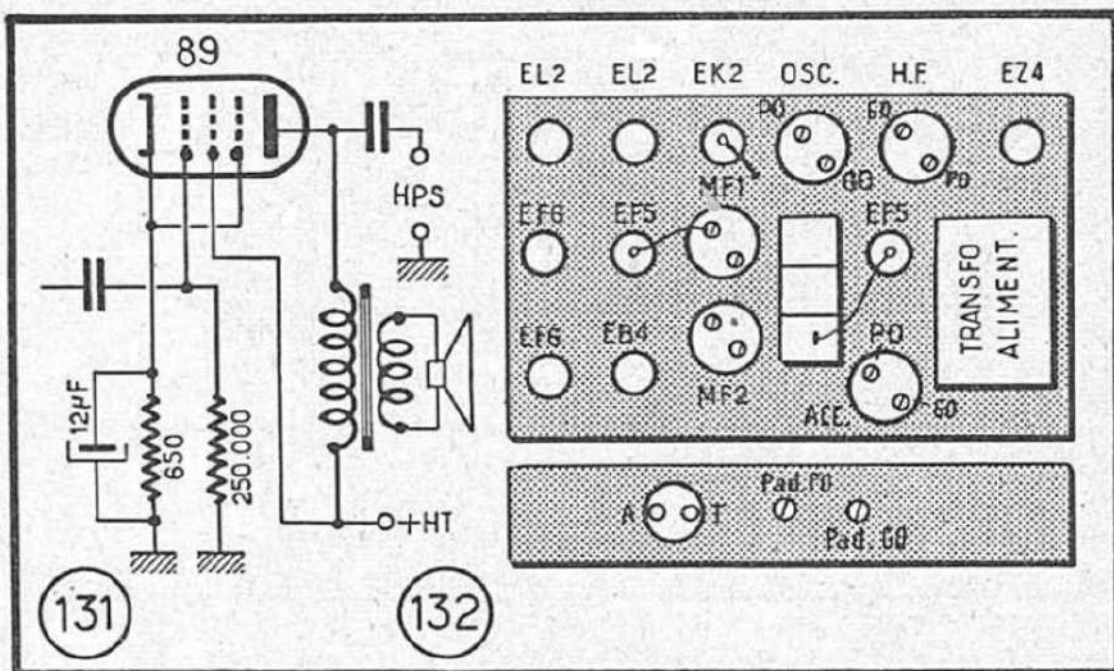 89
HPS
12µF
650
250.000
+HT
131
132
EL2 EL2 EK2 OSC. H.F. EZ4
PO GO
GO PO
MF1
EF6 EF5 EF5
TRANSFO
ALIMENT.
EF6 EB4
MF2
PO
GO
ACC.
A T
Pad. PO
Pad. GO